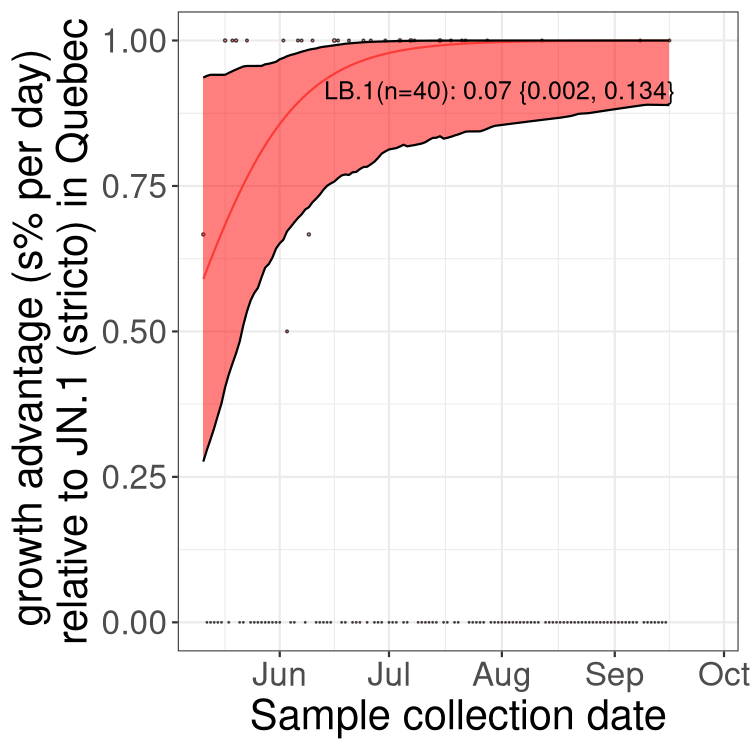 growth advantage (s% per day)
relative to JN.1 (stricto) in Quebec
1.00
0.75
0.50
0.25
0.00
LB.1(n=40): 0.07 {0.002, 0.134}
Jun Jul Aug Sep Oct
Sample collection date